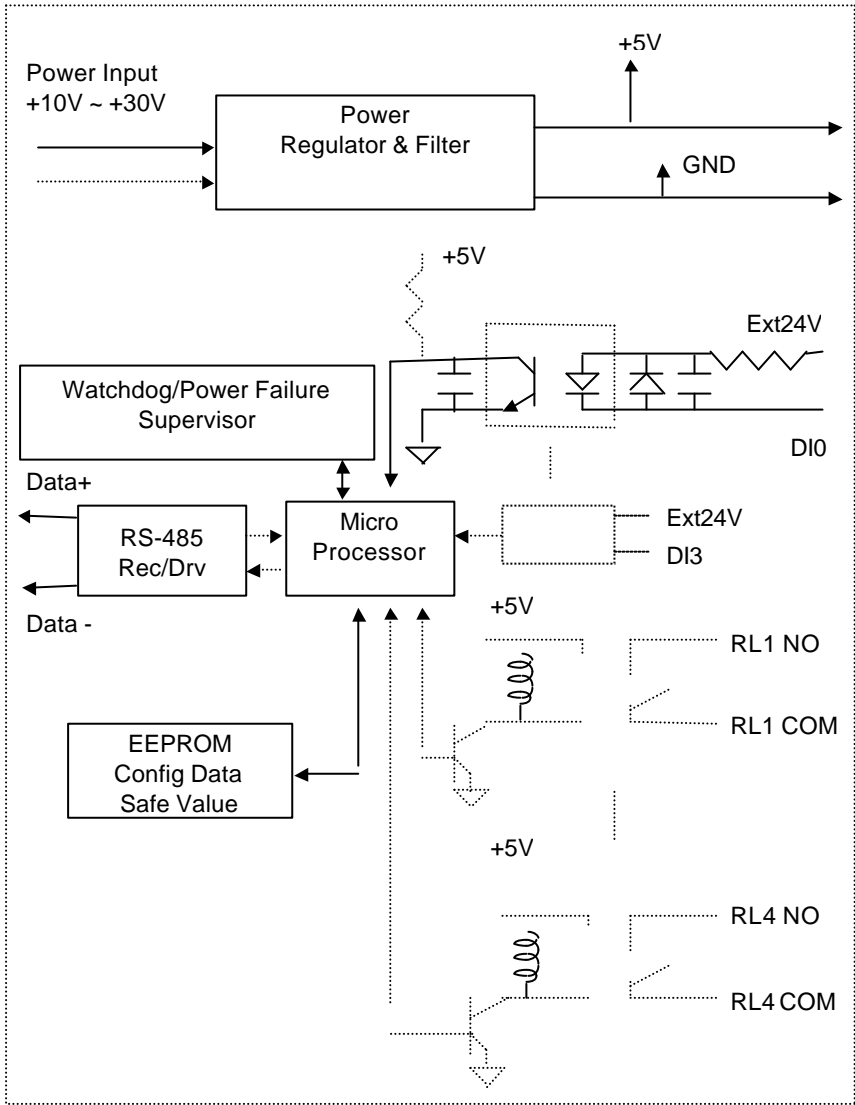 +5V
Power Input
+10V ~ +30V
Power
Regulator & Filter
GND
+5V
Ext24V
Watchdog/Power Failure
Supervisor
DI0
Data+
RS-485
Rec/Drv
Micro
Processor
Ext24V
DI3
Data -
+5V
RL1 NO
RL1 COM
EEPROM
Config Data
Safe Value
+5V
RL4 NO
RL4 COM